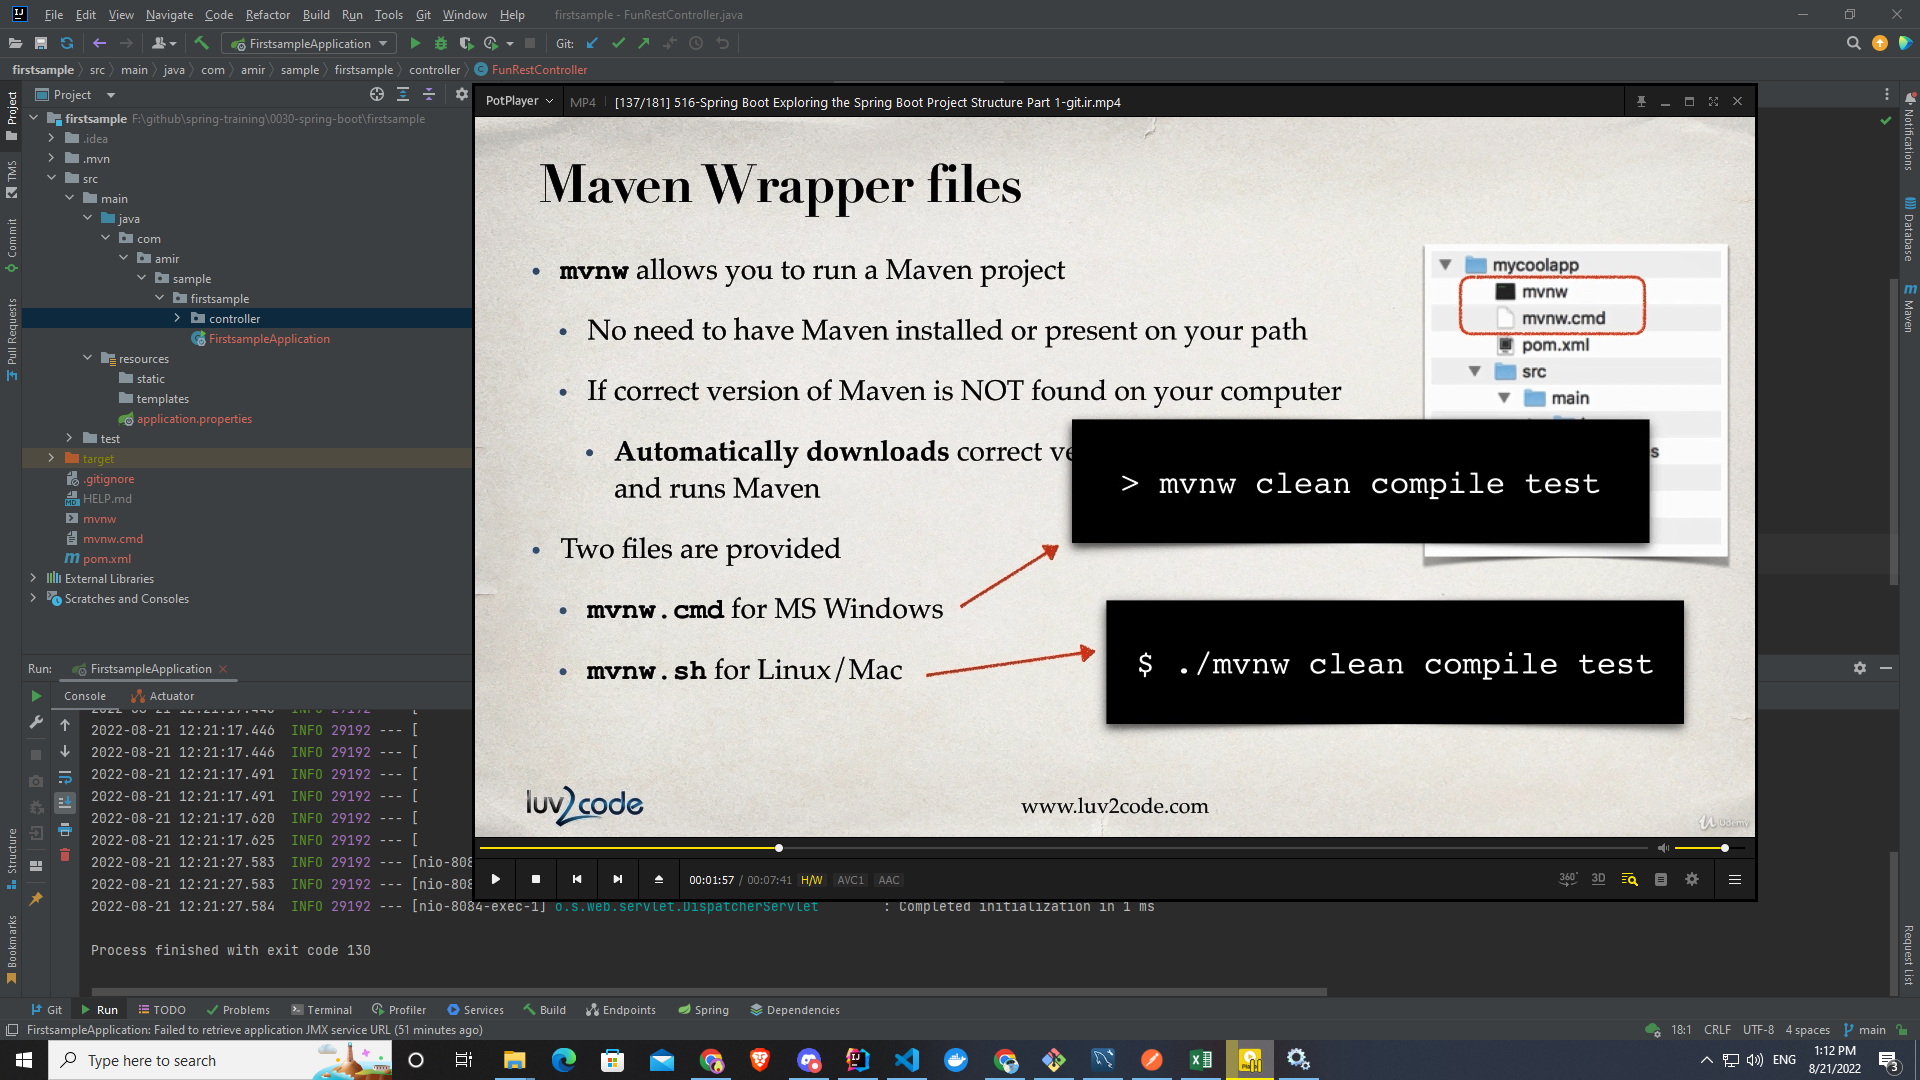 File Edit View Navigate Code Refactor Build Run Tools Git Window Help firstsample - FunRestController.java
FirstsampleApplication Git:
firstsample src main java com amir sample firstsample controller FunRestController
Project
firstsample F:\github\spring-training\0030-spring-boot\firstsample
.idea
.mvn
src
main
java
com
amir
sample
firstsample
controller
FirstsampleApplication
resources
static
templates
application.properties
test
target
.gitignore
HELP.md
mvnw
mvnw.cmd
pom.xml
External Libraries
Scratches and Consoles
Project
TMS
Commit
Pull Requests
Structure
Bookmarks
Notifications
Database
Maven
Request List
PotPlayer MP4 [137/181] 516-Spring Boot Exploring the Spring Boot Project Structure Part 1-git.ir.mp4
Maven Wrapper files
• mvnw allows you to run a Maven project
• No need to have Maven installed or present on your path
• If correct version of Maven is NOT found on your computer
• Automatically downloads correct ve
and runs Maven
• Two files are provided
• mvnw.cmd for MS Windows
• mvnw.sh for Linux/Mac
mycoolapp
mvnw
mvnw.cmd
pom.xml
src
main
s
> mvnw clean compile test
$ ./mvnw clean compile test
luv2code
www.luv2code.com
Udemy
00:01:57 / 00:07:41 H/W AVC1 AAC
360° 3D
Run: FirstsampleApplication
Console Actuator
2022-08-21 12:21:17.446 INFO 29192 --- [
2022-08-21 12:21:17.446 INFO 29192 --- [
2022-08-21 12:21:17.491 INFO 29192 --- [
2022-08-21 12:21:17.491 INFO 29192 --- [
2022-08-21 12:21:17.620 INFO 29192 --- [
2022-08-21 12:21:17.625 INFO 29192 --- [
2022-08-21 12:21:27.583 INFO 29192 --- [nio-808
2022-08-21 12:21:27.583 INFO 29192 --- [nio-808
2022-08-21 12:21:27.584 INFO 29192 --- [nio-8084-exec-1] o.s.web.servlet.DispatcherServlet : Completed initialization in 1 ms
Process finished with exit code 130
Git Run TODO Problems Terminal Profiler Services Build Endpoints Spring Dependencies
FirstsampleApplication: Failed to retrieve application JMX service URL (51 minutes ago) 18:1 CRLF UTF-8 4 spaces main
Type here to search
ENG
1:12 PM
8/21/2022
3